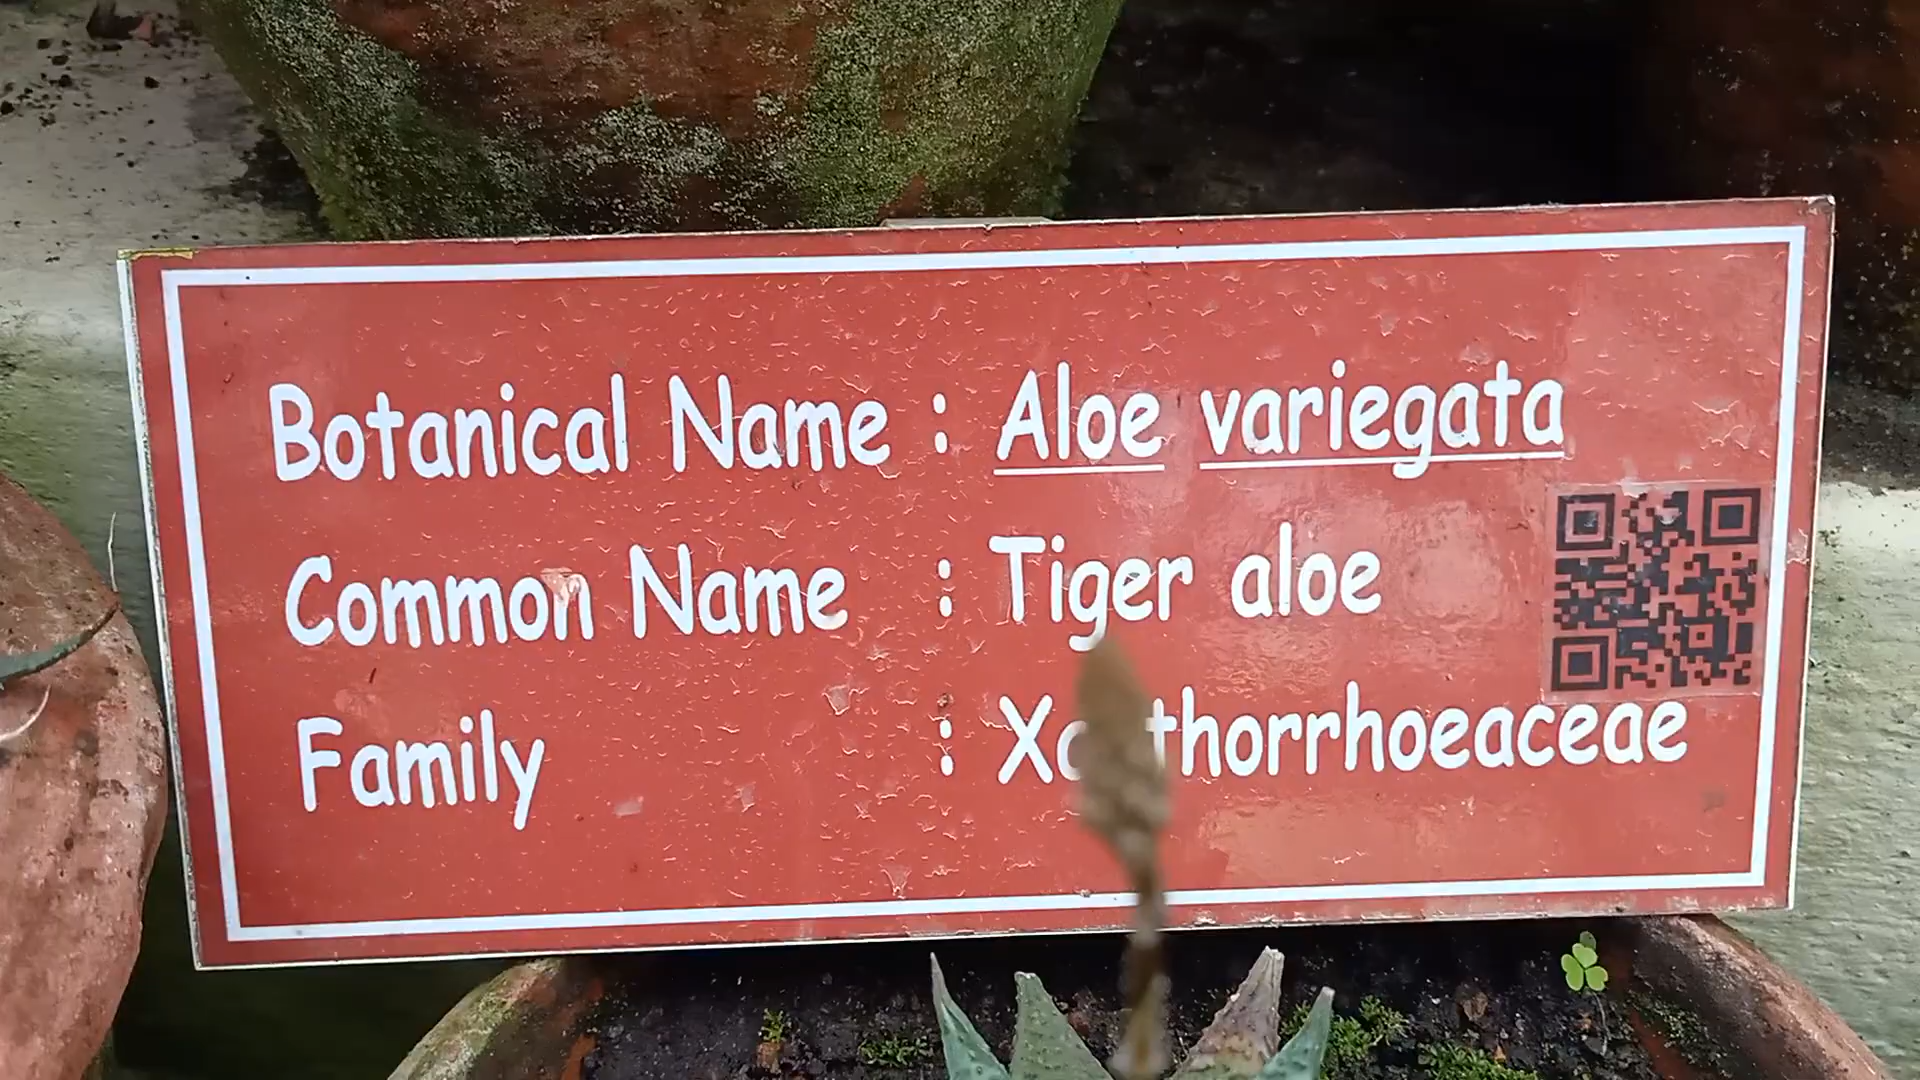 Botanical Name : Aloe variegata
Common Name : Tiger aloe
Family :